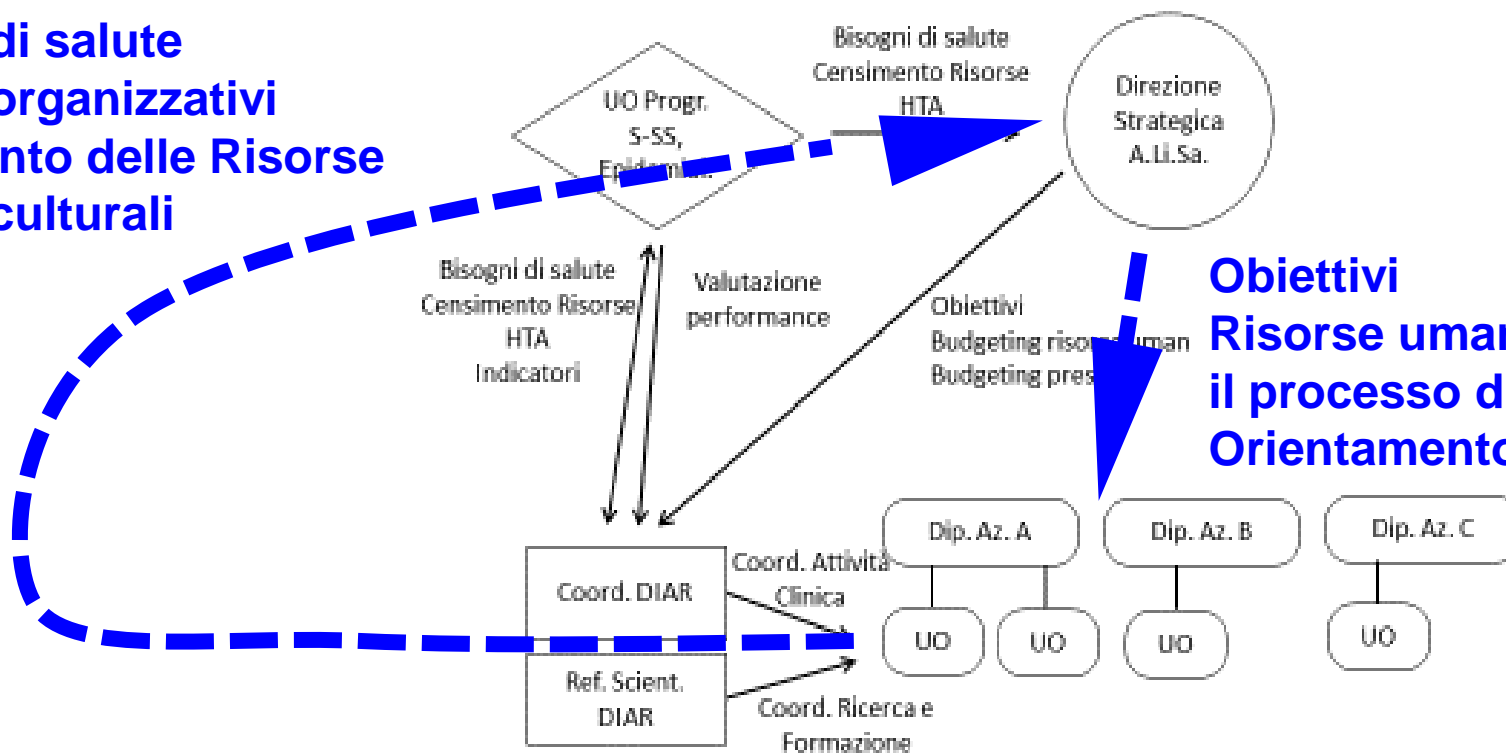 di salute
organizzativi
nto delle Risorse
culturali
UO Progr.
S-SS,
Bisogni di salute
Censimento Risorse
HTA
Direzione
Strategica
A.Li.Sa.
Bisogni di salute
Censimento Risorse
HTA
Indicatori
Valutazione
performance
Obiettivi
Budgeting risorse uman
Budgeting pres
Obiettivi
Risorse uman
il processo d
Orientamento
Dip. Az. A
Dip. Az. B
Dip. Az. C
UO
UO
UO
UO
Coord. DIAR
Coord. Attività
Clinica
Ref. Scient.
DIAR
Coord. Ricerca e
Formazione